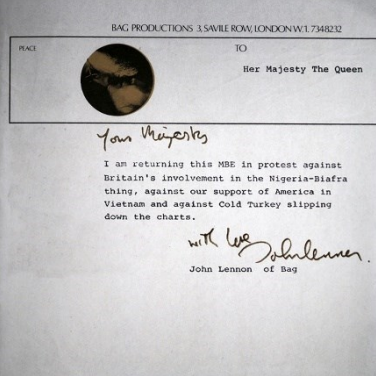 BAG PRODUCTIONS 3, SAVILE ROW, LONDON W.1. 7348232
PLACE
TO
Her Majesty The Queen
Your Majesty
I am returning this MBE in protest against
Britain's involvement in the Nigeria-Biafra
thing, against our support of America in
Vietnam and against Cold Turkey slipping
down the charts.
with love
John Lennon.
John Lennon of Bag